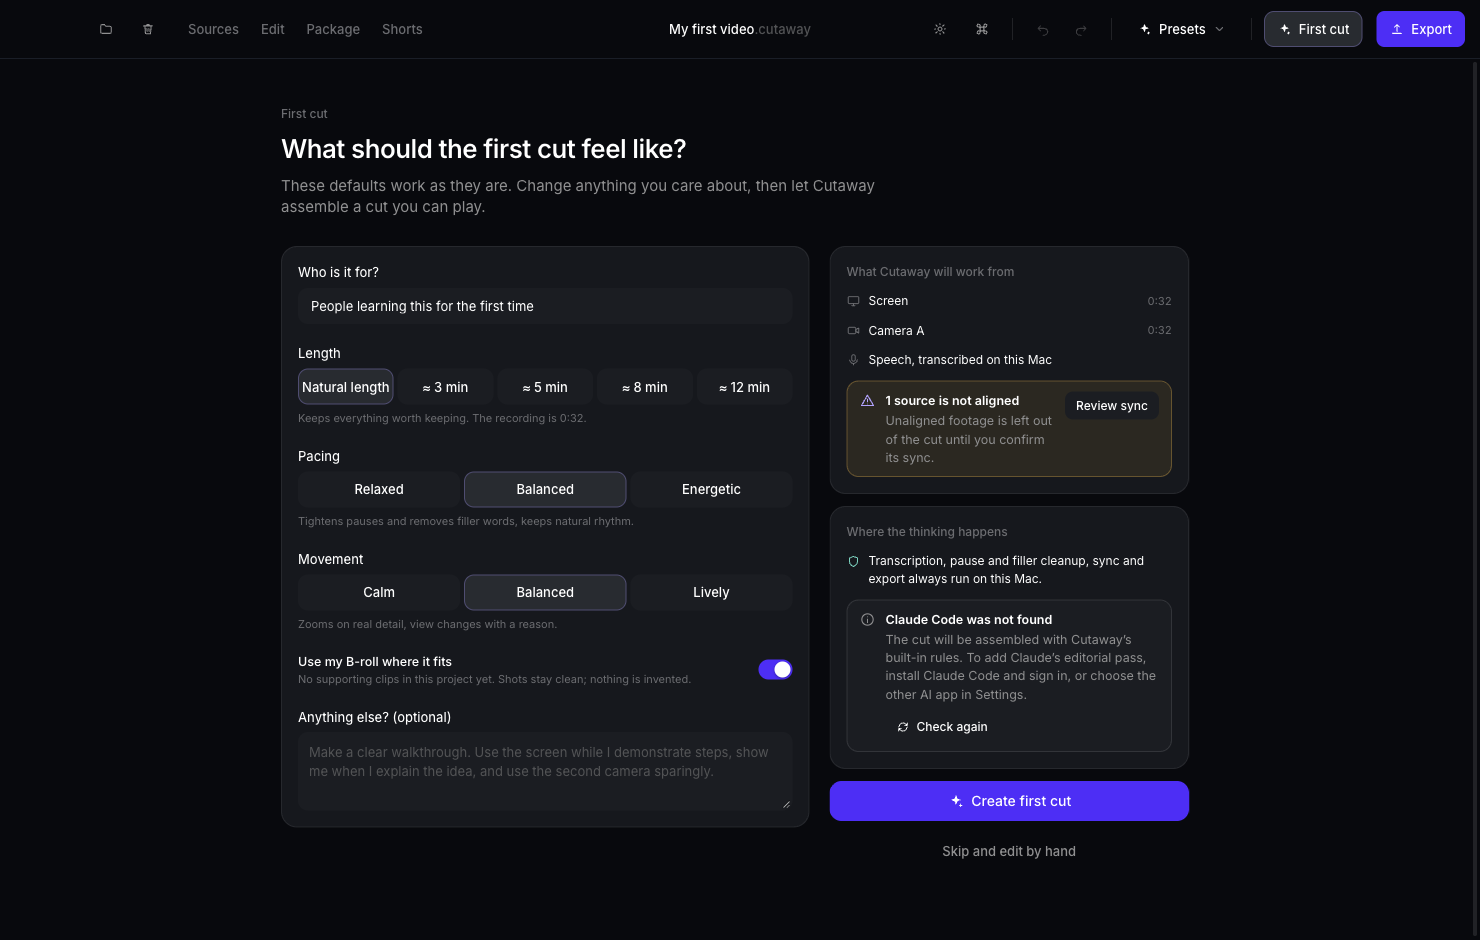 Sources Edit Package Shorts
My first video.cutaway
Presets
First cut
Export
First cut
What should the first cut feel like?
These defaults work as they are. Change anything you care about, then let Cutaway
assemble a cut you can play.
Who is it for?
People learning this for the first time
Length
Natural length ≈ 3 min ≈ 5 min ≈ 8 min ≈ 12 min
Keeps everything worth keeping. The recording is 0:32.
Pacing
Relaxed Balanced Energetic
Tightens pauses and removes filler words, keeps natural rhythm.
Movement
Calm Balanced Lively
Zooms on real detail, view changes with a reason.
Use my B-roll where it fits
No supporting clips in this project yet. Shots stay clean; nothing is invented.
Anything else? (optional)
Make a clear walkthrough. Use the screen while I demonstrate steps, show
me when I explain the idea, and use the second camera sparingly.
What Cutaway will work from
Screen 0:32
Camera A 0:32
Speech, transcribed on this Mac
1 source is not aligned
Unaligned footage is left out
of the cut until you confirm
its sync.
Review sync
Where the thinking happens
Transcription, pause and filler cleanup, sync and
export always run on this Mac.
Claude Code was not found
The cut will be assembled with Cutaway’s
built-in rules. To add Claude’s editorial pass,
install Claude Code and sign in, or choose the
other AI app in Settings.
Check again
Create first cut
Skip and edit by hand